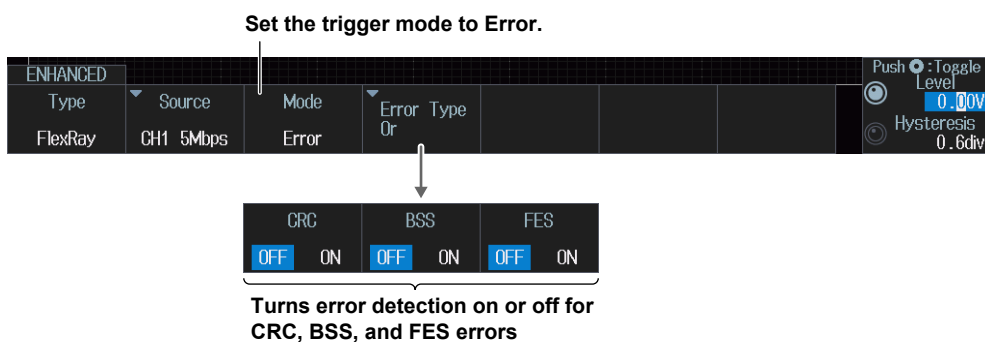 Set the trigger mode to Error.
ENHANCED
Push :Toggle
Type
Source
Mode
Error Type
Or
Level
0.00V
FlexRay
CH1 5Mbps
Error
Hysteresis
0.6div
CRC
BSS
FES
OFF ON
OFF ON
OFF ON
Turns error detection on or off for
CRC, BSS, and FES errors